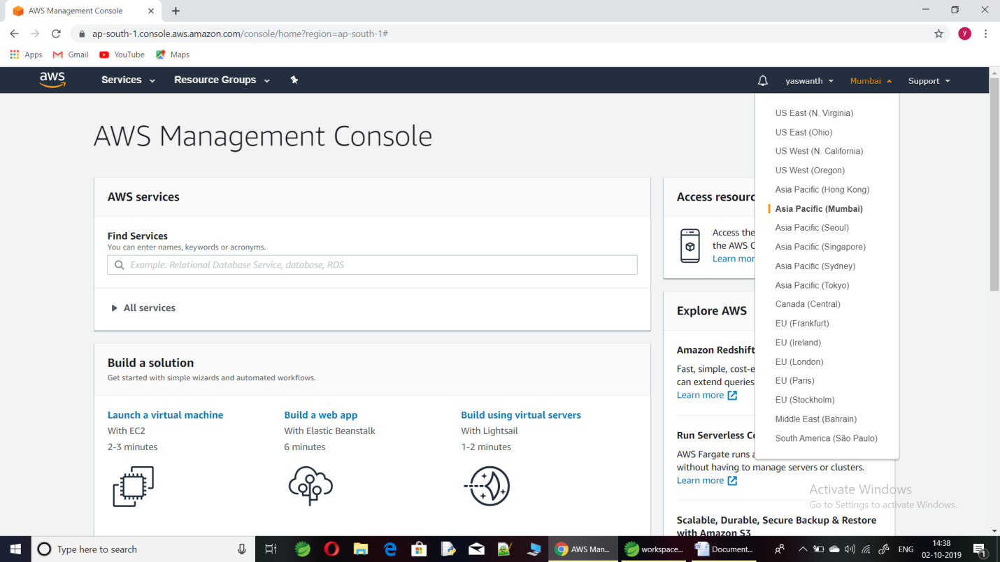 AWS Management Console
ap-south-1.console.aws.amazon.com/console/home?region=ap-south-1#
y
Apps Gmail YouTube Maps
aws Services Resource Groups yaswanth Mumbai Support
US East (N. Virginia)
US East (Ohio)
US West (N. California)
US West (Oregon)
Asia Pacific (Hong Kong)
Asia Pacific (Mumbai)
Asia Pacific (Seoul)
Asia Pacific (Singapore)
Asia Pacific (Sydney)
Asia Pacific (Tokyo)
Canada (Central)
EU (Frankfurt)
EU (Ireland)
EU (London)
EU (Paris)
EU (Stockholm)
Middle East (Bahrain)
South America (São Paulo)
AWS Management Console
AWS services
Find Services
You can enter names, keywords or acronyms.
Example: Relational Database Service, database, RDS
All services
Build a solution
Get started with simple wizards and automated workflows.
Launch a virtual machine
With EC2
2-3 minutes
Build a web app
With Elastic Beanstalk
6 minutes
Build using virtual servers
With Lightsail
1-2 minutes
Access
Access the
the AWS
Learn
Explore AWS
Amazon Redshift
Fast, simple,
can extend queries
Learn more
Run Serverless
AWS Fargate runs
without having to manage servers or clusters.
Learn more
Scalable, Durable, Secure Backup & Restore
with Amazon S3
Activate Windows
Go to Settings to activate Windows.
Type here to search
AWS Man...
workspace...
Document...
ENG
14:38
02-10-2019
1